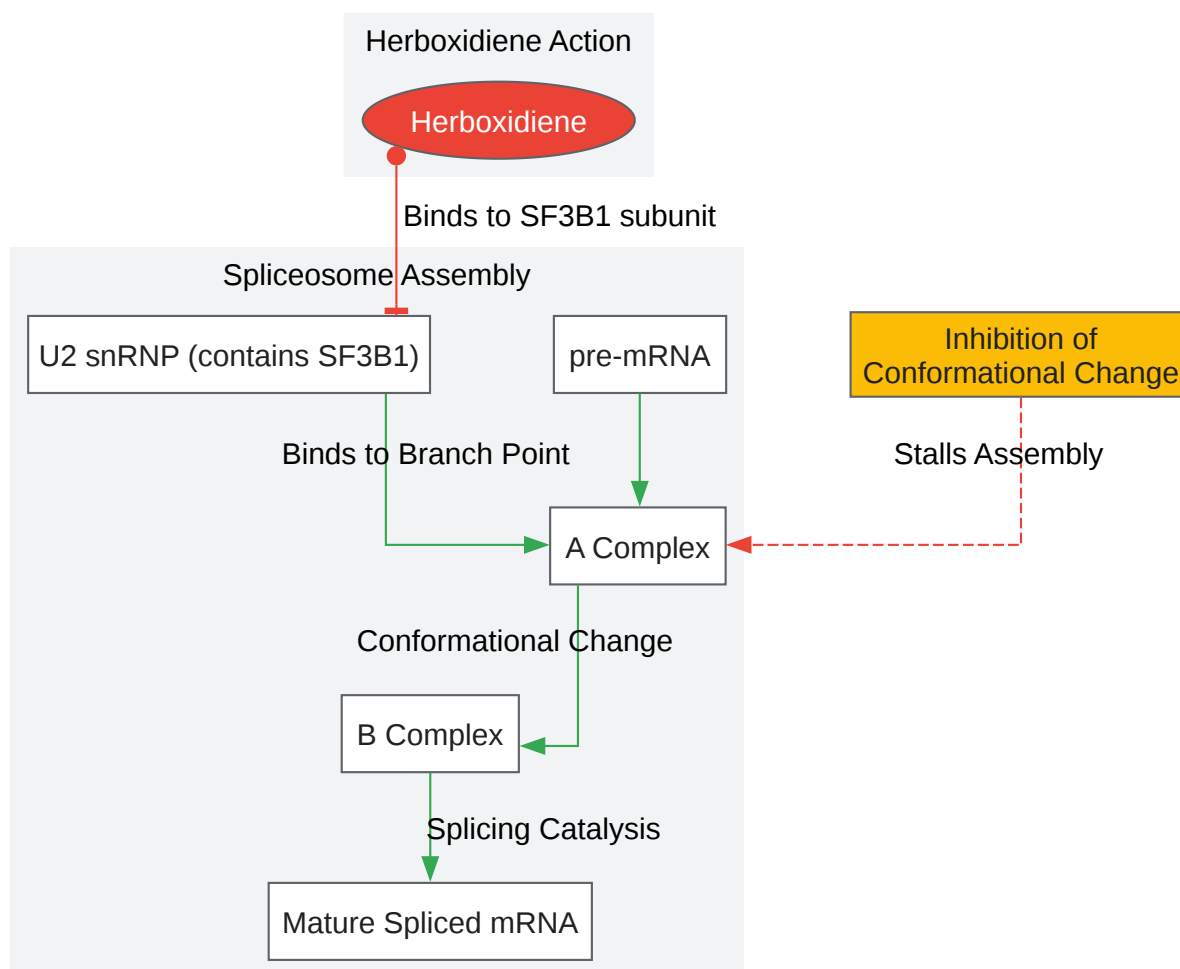 Herboxidiene Action
Herboxidiene
Binds to SF3B1 subunit
Spliceosome Assembly
U2 snRNP (contains SF3B1)
pre-mRNA
Inhibition of
Conformational Change
Binds to Branch Point
Stalls Assembly
A Complex
Conformational Change
B Complex
Splicing Catalysis
Mature Spliced mRNA